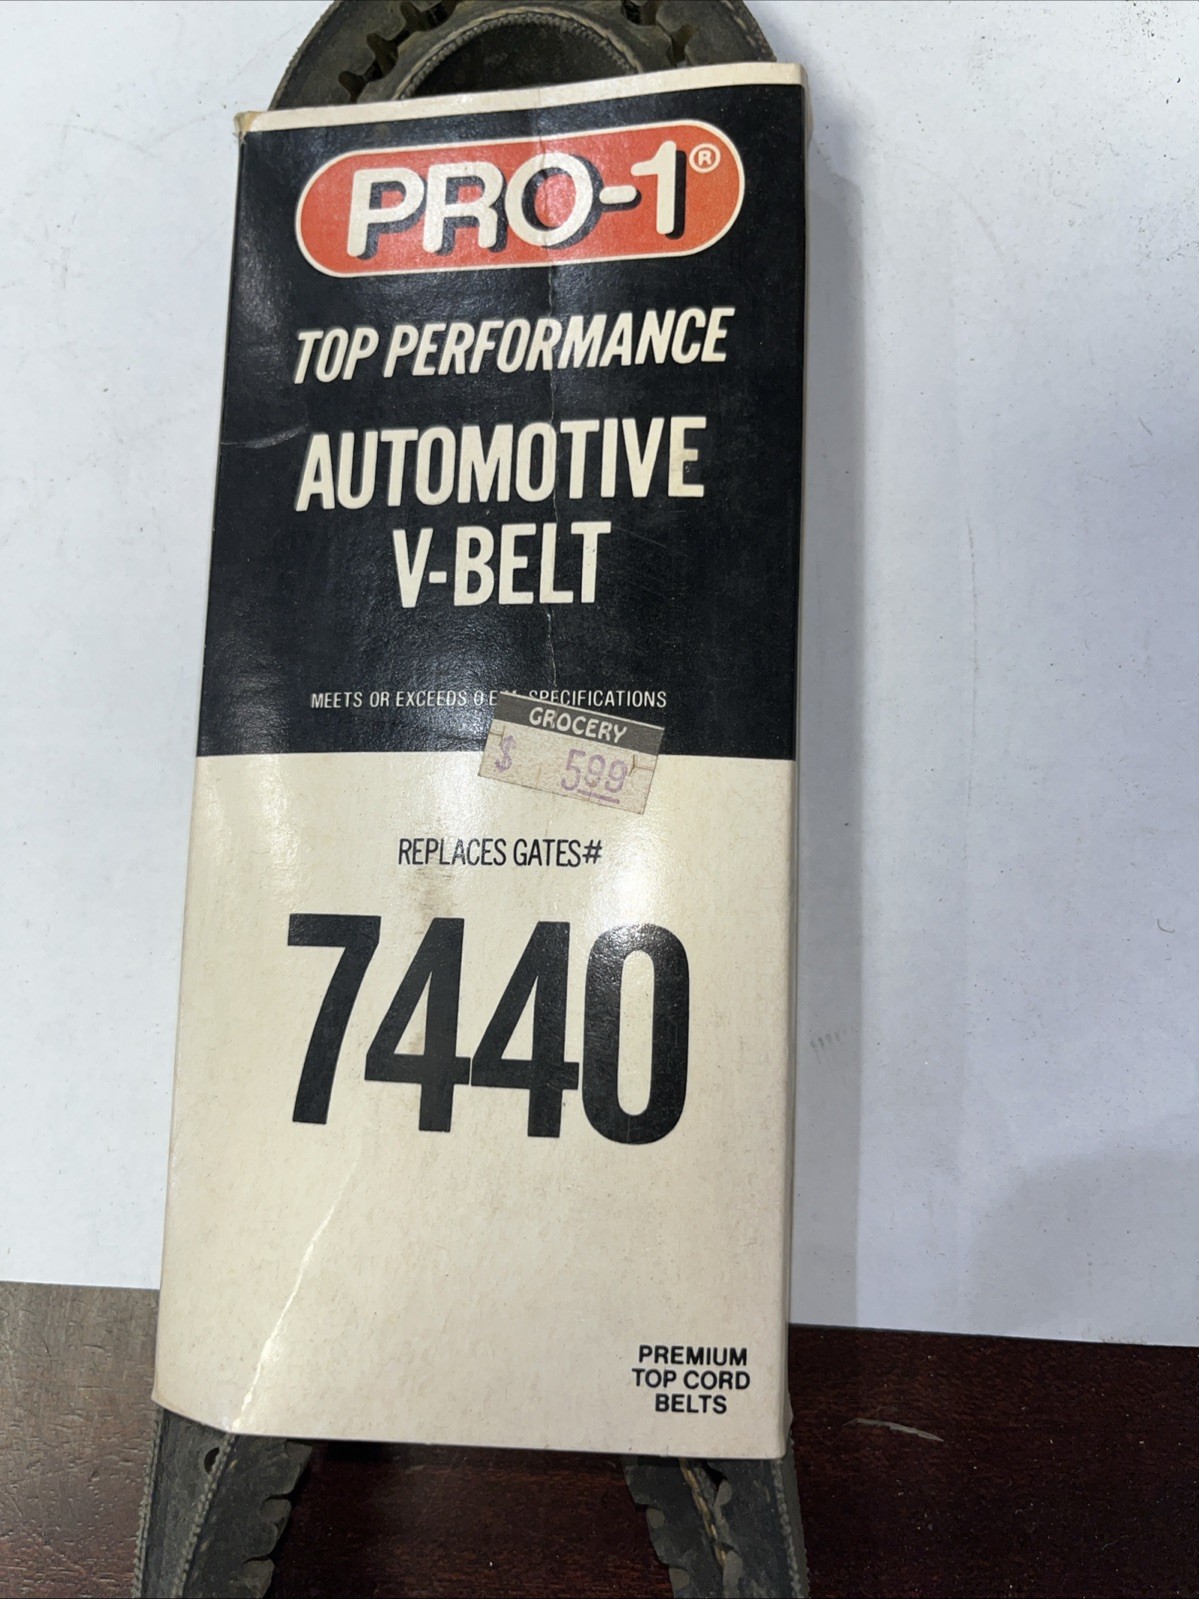 PRO-1®
TOP PERFORMANCE
AUTOMOTIVE
V-BELT
MEETS OR EXCEEDS SPECIFICATIONS
GROCERY
$ 599
REPLACES GATES#
7440
PREMIUM
TOP CORD
BELTS